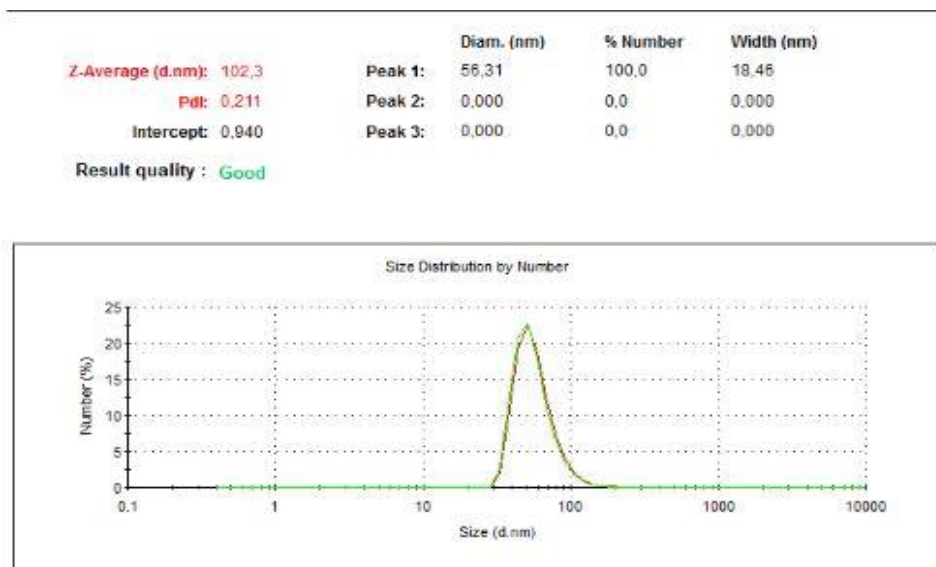 Diam. (nm) % Number Width (nm)
Z-Average (d.nm): 102,3 Peak 1: 56,31 100,0 18,46
PdI: 0,211 Peak 2: 0,000 0,0 0,000
Intercept: 0,940 Peak 3: 0,000 0,0 0,000
Result quality : Good
Size Distribution by Number
25
20
15
10
5
0
Number (%)
0.1 1 10 100 1000 10000
Size (d.nm)